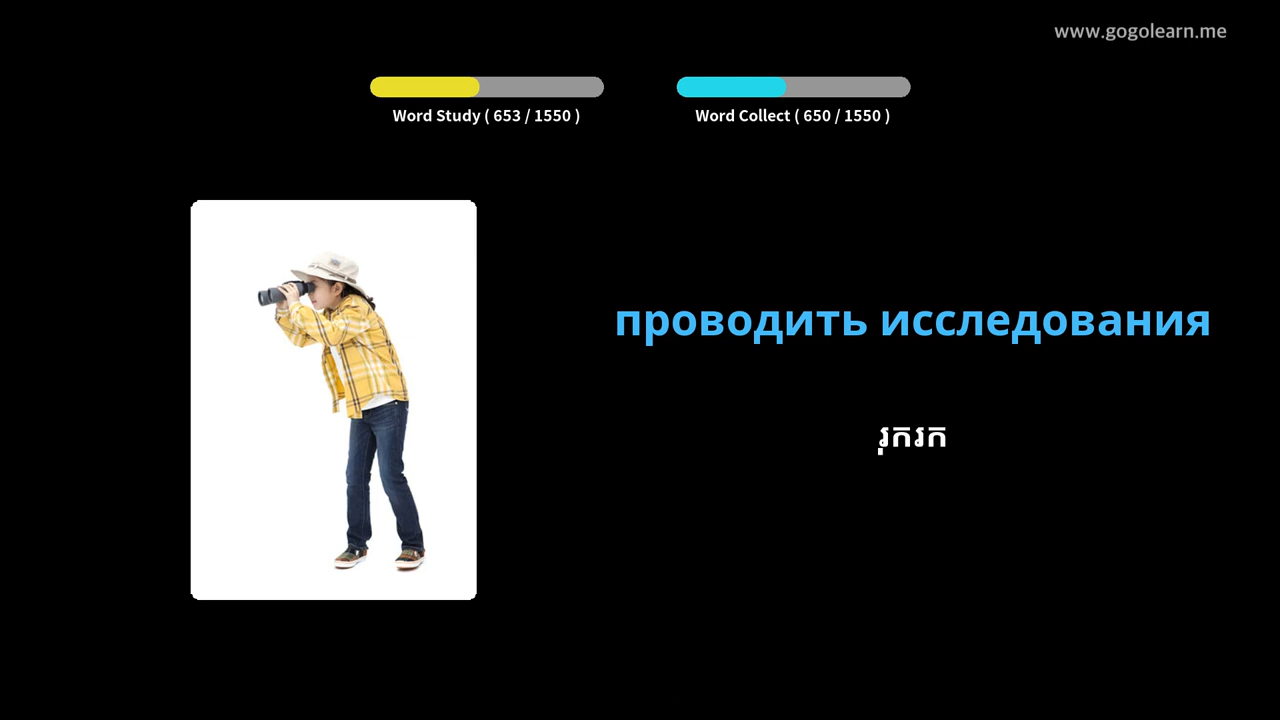 www.gogolearn.me
Word Study ( 653 / 1550 )
Word Collect ( 650 / 1550 )
проводить исследования
រុករក